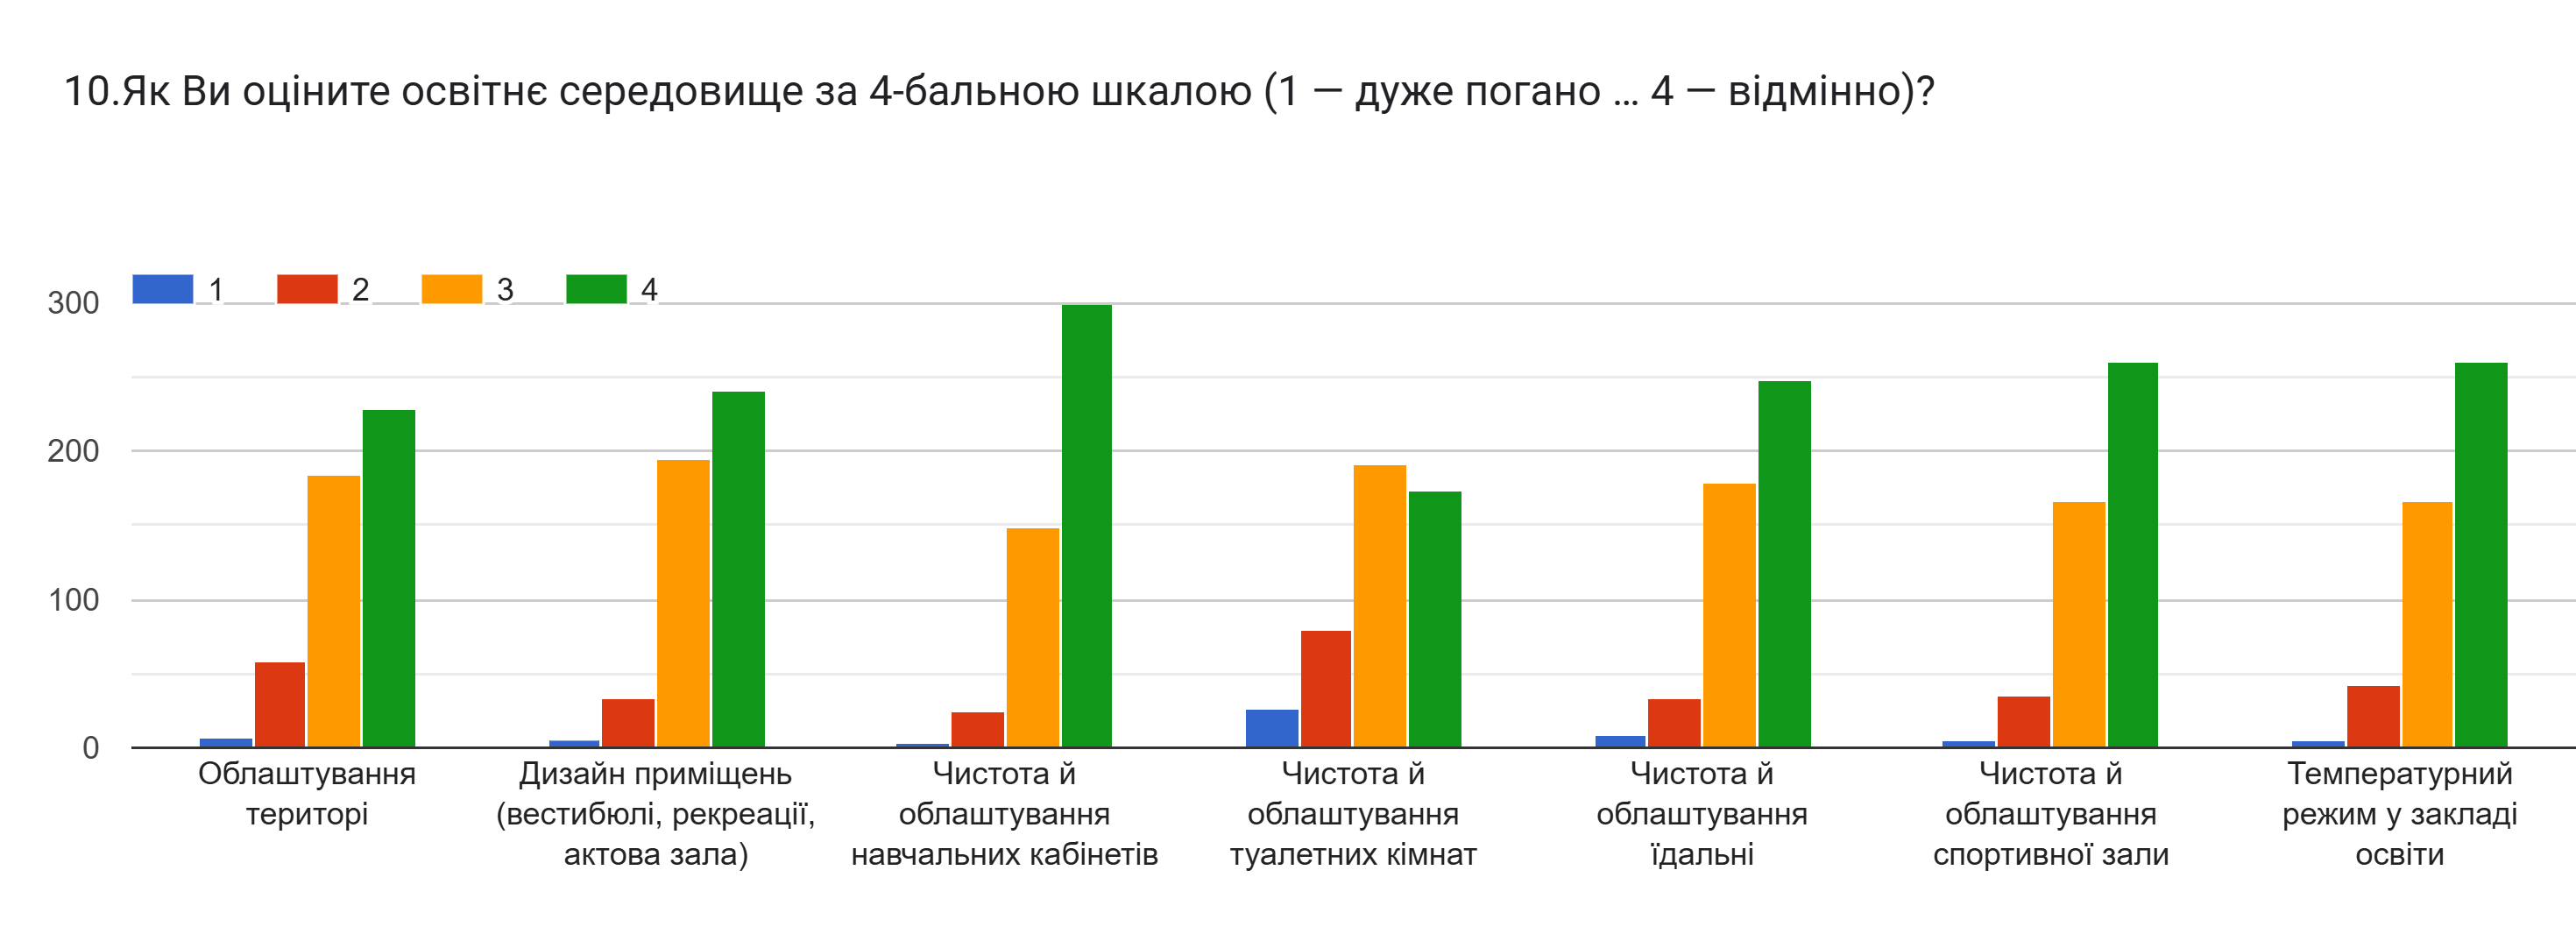 10.Як Ви оціните освітнє середовище за 4-бальною шкалою (1 — дуже погано ... 4 — відмінно)?
1 2 3 4
300
200
100
0
Облаштування
територі
Дизайн приміщень
(вестибюлі, рекреації,
актова зала)
Чистота й
облаштування
навчальних кабінетів
Чистота й
облаштування
туалетних кімнат
Чистота й
облаштування
їдальні
Чистота й
облаштування
спортивної зали
Температурний
режим у закладі
освіти